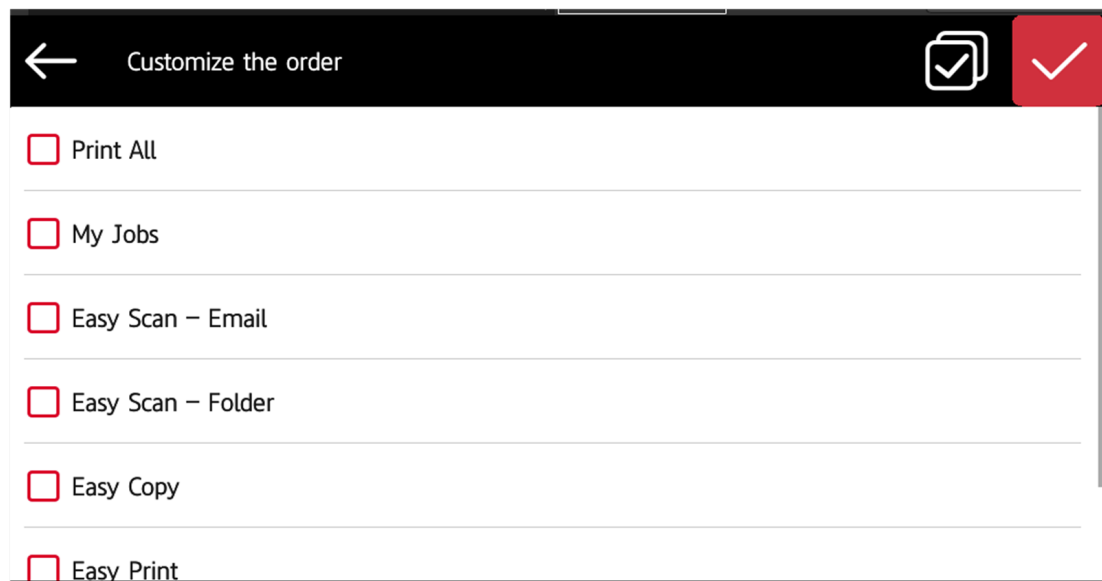 Customize the order
Print All
My Jobs
Easy Scan – Email
Easy Scan – Folder
Easy Copy
Easy Print